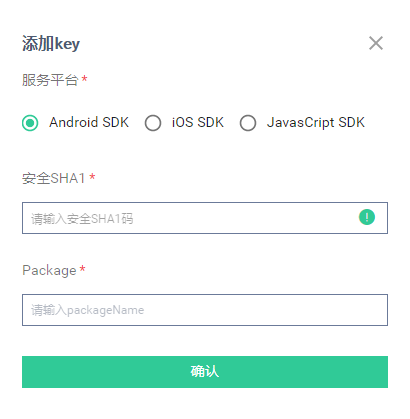 添加key
服务平台 *
Android SDK iOS SDK JavasCript SDK
安全SHA1 *
请输入安全SHA1码
Package *
请输入packageName
确认